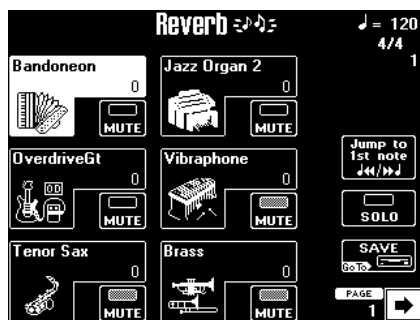 Reverb
♩= 120
4/4
1
Bandoneon
0
MUTE
Jazz Organ 2
0
MUTE
Jump to
1st note
OverdriveGt
0
MUTE
Vibraphone
0
MUTE
SOLO
Tenor Sax
0
MUTE
Brass
0
MUTE
SAVE
Go To
PAGE
1